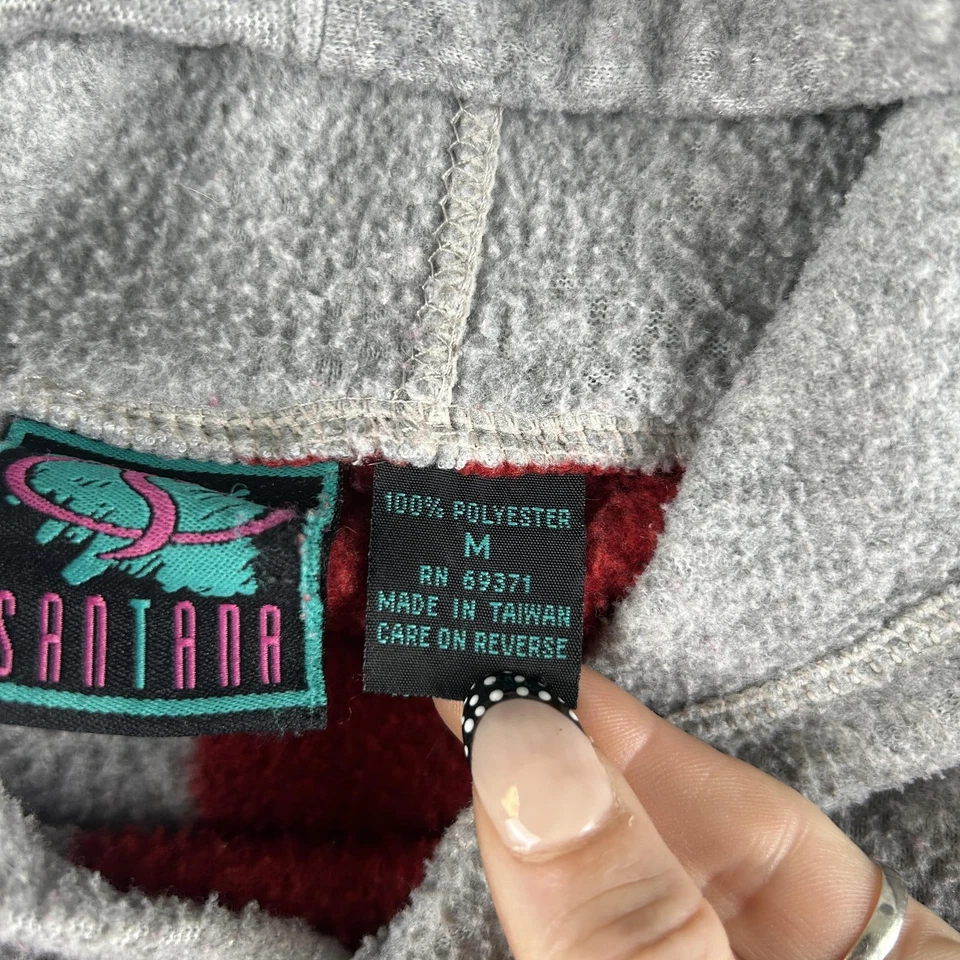 SANTANA
100% POLYESTER
M
RN 69371
MADE IN TAIWAN
CARE ON REVERSE